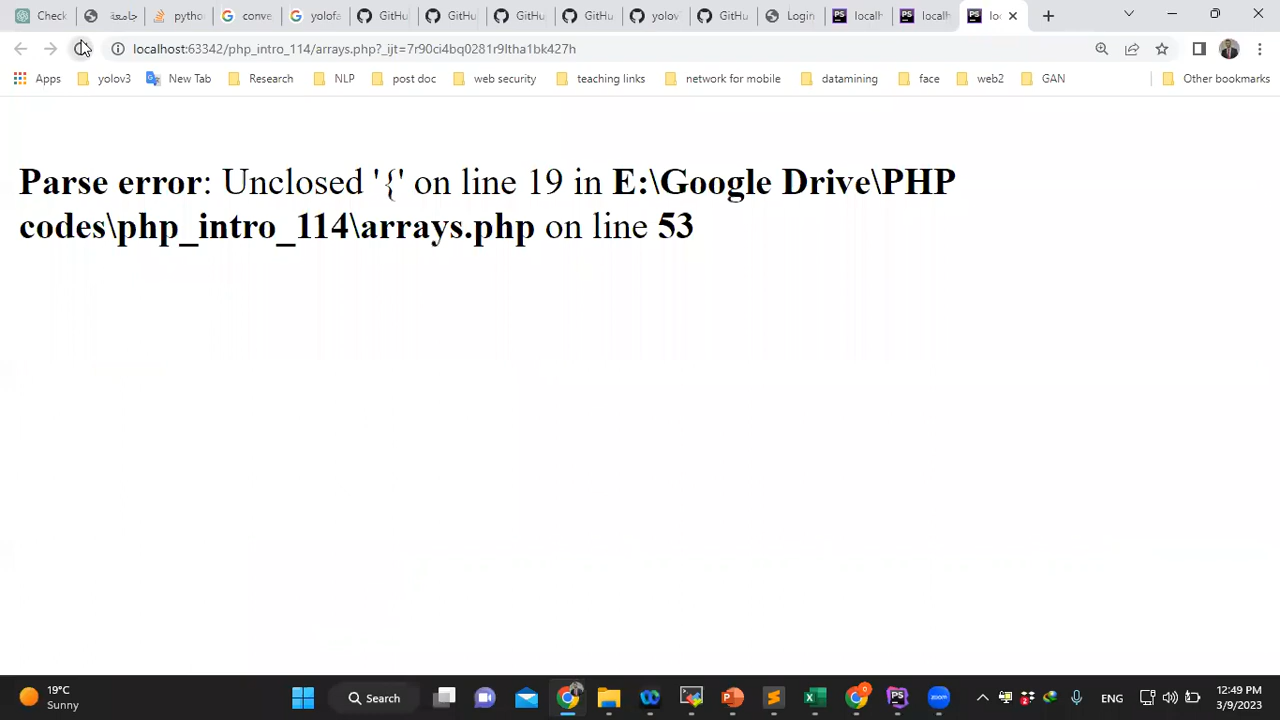 Check
جامعة
pytho
conv
yolofa
GitHu
GitHu
GitHu
GitHu
yolov
GitHu
Login
localh
localh
loc
localhost:63342/php_intro_114/arrays.php?_ijt=7r90ci4bq0281r9ltha1bk427h
Apps
yolov3
New Tab
Research
NLP
post doc
web security
teaching links
network for mobile
datamining
face
web2
GAN
Other bookmarks
Parse error: Unclosed '{' on line 19 in E:\Google Drive\PHP
codes\php_intro_114\arrays.php on line 53
19°C
Sunny
Search
ENG
12:49 PM
3/9/2023